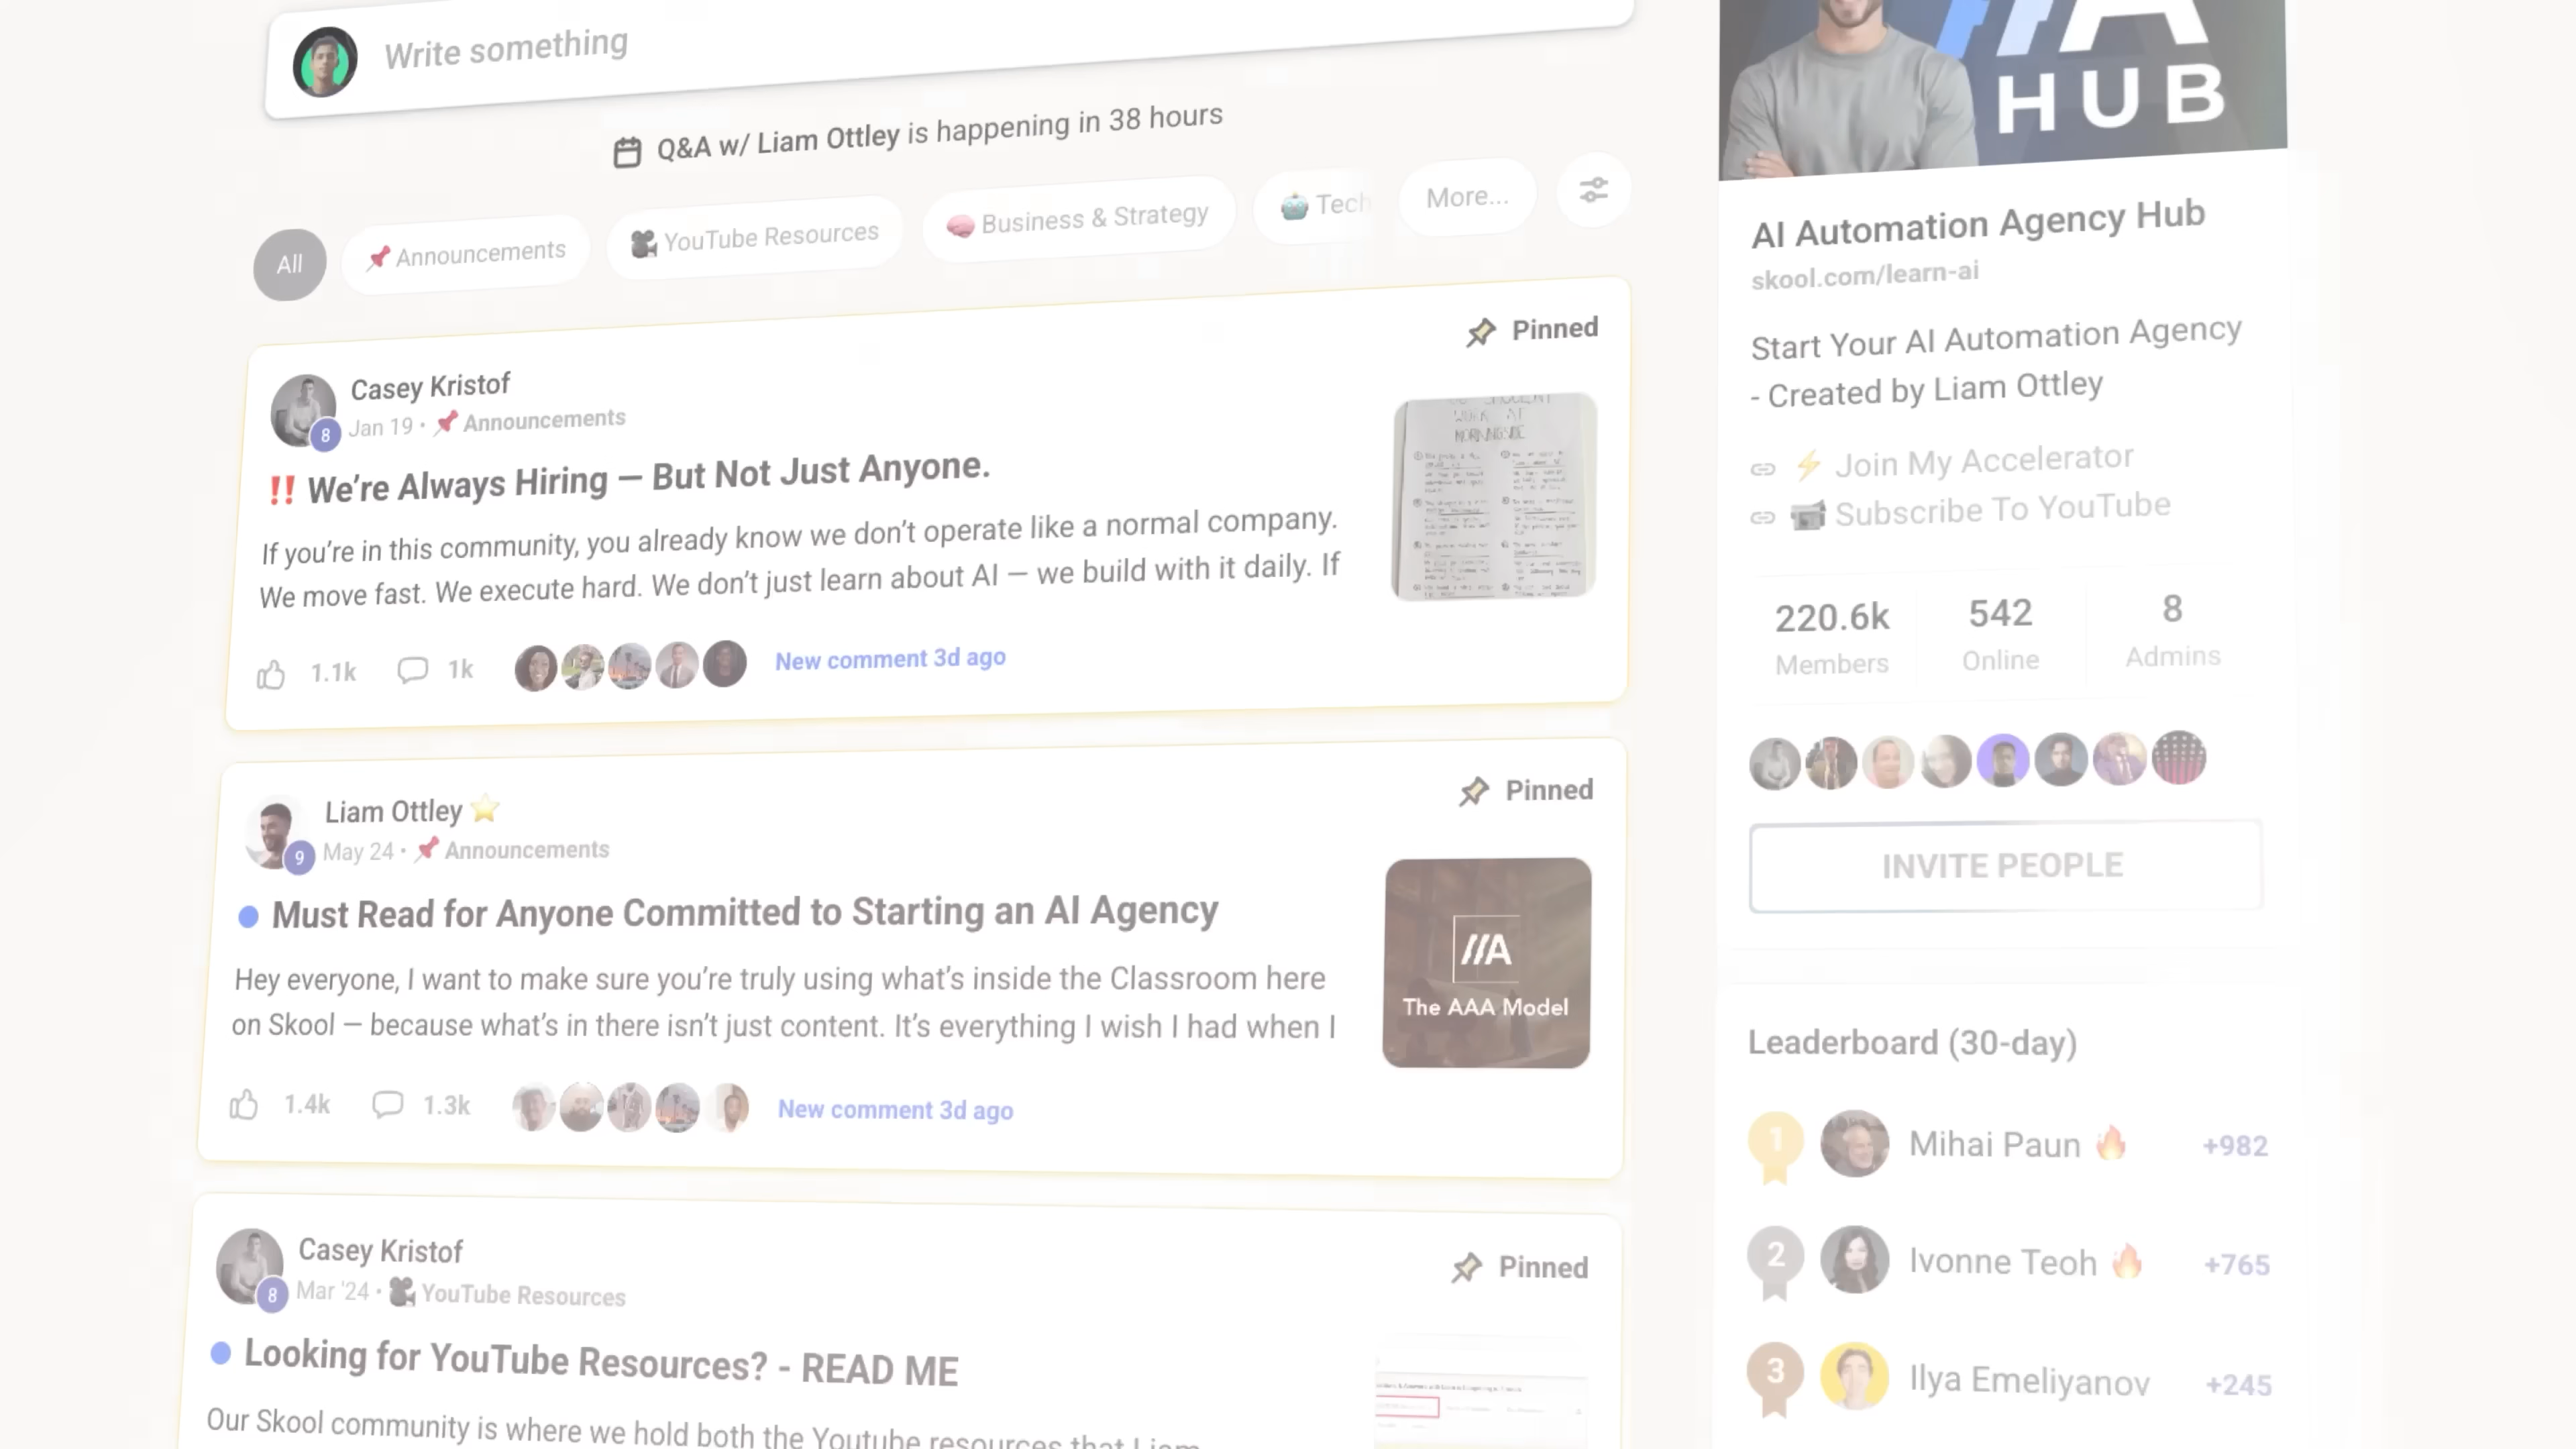 Write something
Q&A w/ Liam Ottley is happening in 38 hours
All
Announcements
YouTube Resources
Business & Strategy
Tech
More...
Pinned
Casey Kristof
8
Jan 19 • Announcements
‼️ We’re Always Hiring — But Not Just Anyone.
If you’re in this community, you already know we don’t operate like a normal company.
We move fast. We execute hard. We don’t just learn about AI — we build with it daily. If
WORK AT
MORNINGSIDE
1.1k
1k
New comment 3d ago
Pinned
Liam Ottley ⭐
9
May 24 • Announcements
Must Read for Anyone Committed to Starting an AI Agency
Hey everyone, I want to make sure you’re truly using what’s inside the Classroom here
on Skool — because what’s in there isn’t just content. It’s everything I wish I had when I
//A
The AAA Model
1.4k
1.3k
New comment 3d ago
Pinned
Casey Kristof
8
Mar '24 • YouTube Resources
Looking for YouTube Resources? - READ ME
Our Skool community is where we hold both the Youtube resources that Liam
//A
HUB
AI Automation Agency Hub
skool.com/learn-ai
Start Your AI Automation Agency
- Created by Liam Ottley
⚡ Join My Accelerator
Subscribe To YouTube
220.6k
Members
542
Online
8
Admins
INVITE PEOPLE
Leaderboard (30-day)
1 Mihai Paun 🔥 +982
2 Ivonne Teoh 🔥 +765
3 Ilya Emeliyanov +245